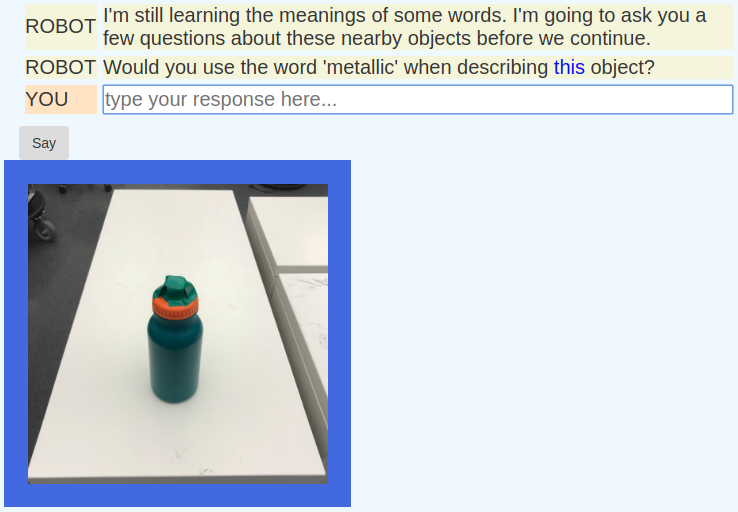 ROBOT I'm still learning the meanings of some words. I'm going to ask you a
few questions about these nearby objects before we continue.
ROBOT Would you use the word 'metallic' when describing this object?
YOU type your response here...
Say